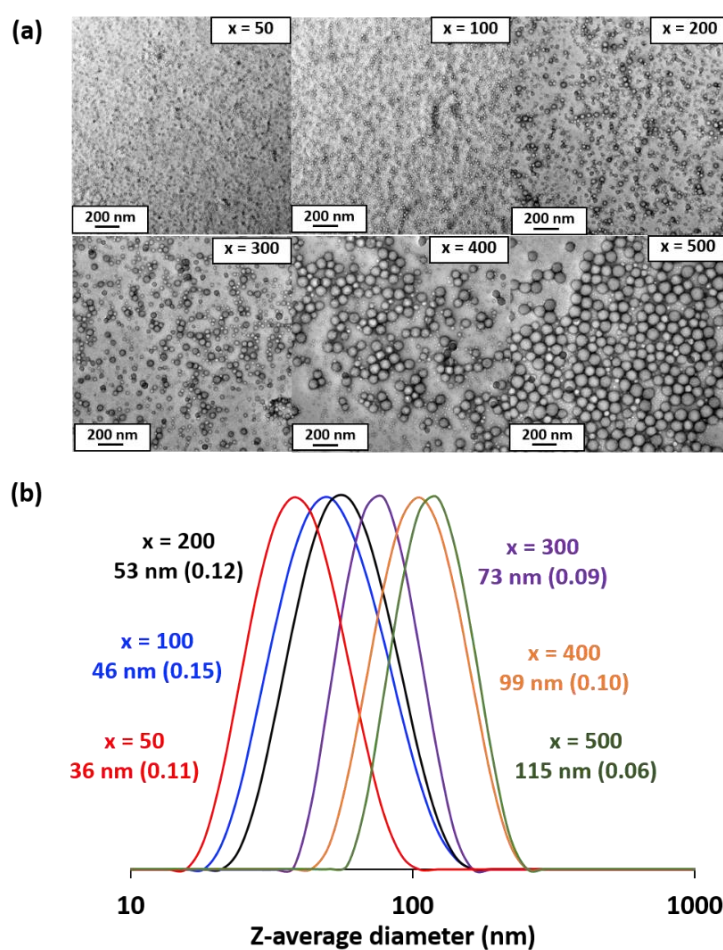 (a)
x = 50
x = 100
x = 200
200 nm
200 nm
200 nm
x = 300
x = 400
x = 500
200 nm
200 nm
200 nm
(b)
x = 200
53 nm (0.12)
x = 300
73 nm (0.09)
x = 100
46 nm (0.15)
x = 400
99 nm (0.10)
x = 50
36 nm (0.11)
x = 500
115 nm (0.06)
10
100
1000
Z-average diameter (nm)